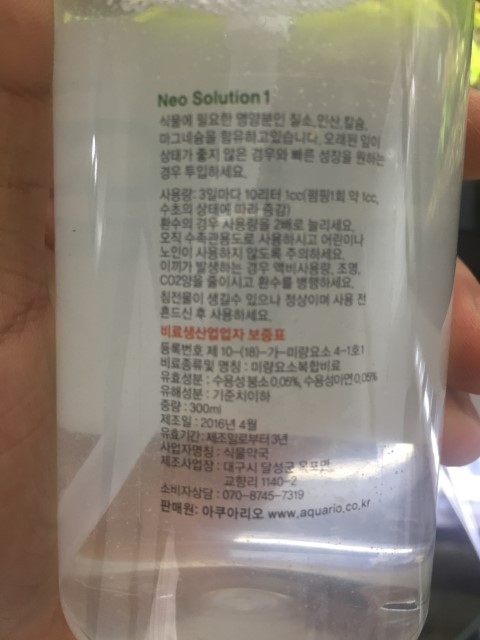 Neo Solution 1
식물에 필요한 영양분인 질소,인산,칼슘,
마그네슘을 함유하고있습니다. 오래된 잎이
상태가 좋지 않은 경우와 빠른 성장을 원하는
경우 투입하세요.
사용량: 3일마다 10리터 1cc(펌핑1회 약 1cc,
수초의 상태에 따라 증감)
환수의 경우 사용량을 2배로 늘리세요.
오직 수족관용도로 사용하시고 어린이나
노인이 사용하지 않도록 주의하세요.
이끼가 발생하는 경우 액비사용량, 조명,
CO2양을 줄이시고 환수를 병행하세요.
침전물이 생길수 있으나 정상이며 사용 전
흔드신 후 사용하세요.
비료생산업업자 보증표
등록번호 제 10-(18)-가-미량요소 4-1호1
비료종류및 명칭 : 미량요소복합비료
유효성분 : 수용성 붕소 0.05%, 수용성아연 0.05%
유해성분 : 기준치이하
중량 : 300ml
제조일 : 2016년 4월
유효기간 : 제조일로부터 3년
사업자명칭 : 식물약국
제조사업장 : 대구시 달성군 옥포면
교항리 1140-2
소비자상담 : 070-8745-7319
판매원: 아쿠아리오 www.aquario.co.kr